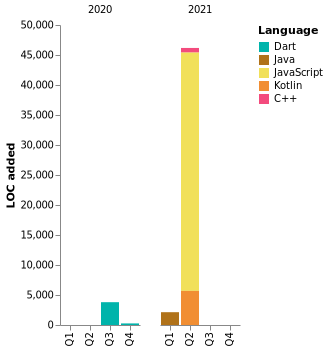 2020 2021
50,000
45,000
40,000
35,000
30,000
25,000
20,000
15,000
10,000
5,000
0
LOC added
Q1 Q2 Q3 Q4 Q1 Q2 Q3 Q4
Language
Dart
Java
JavaScript
Kotlin
C++